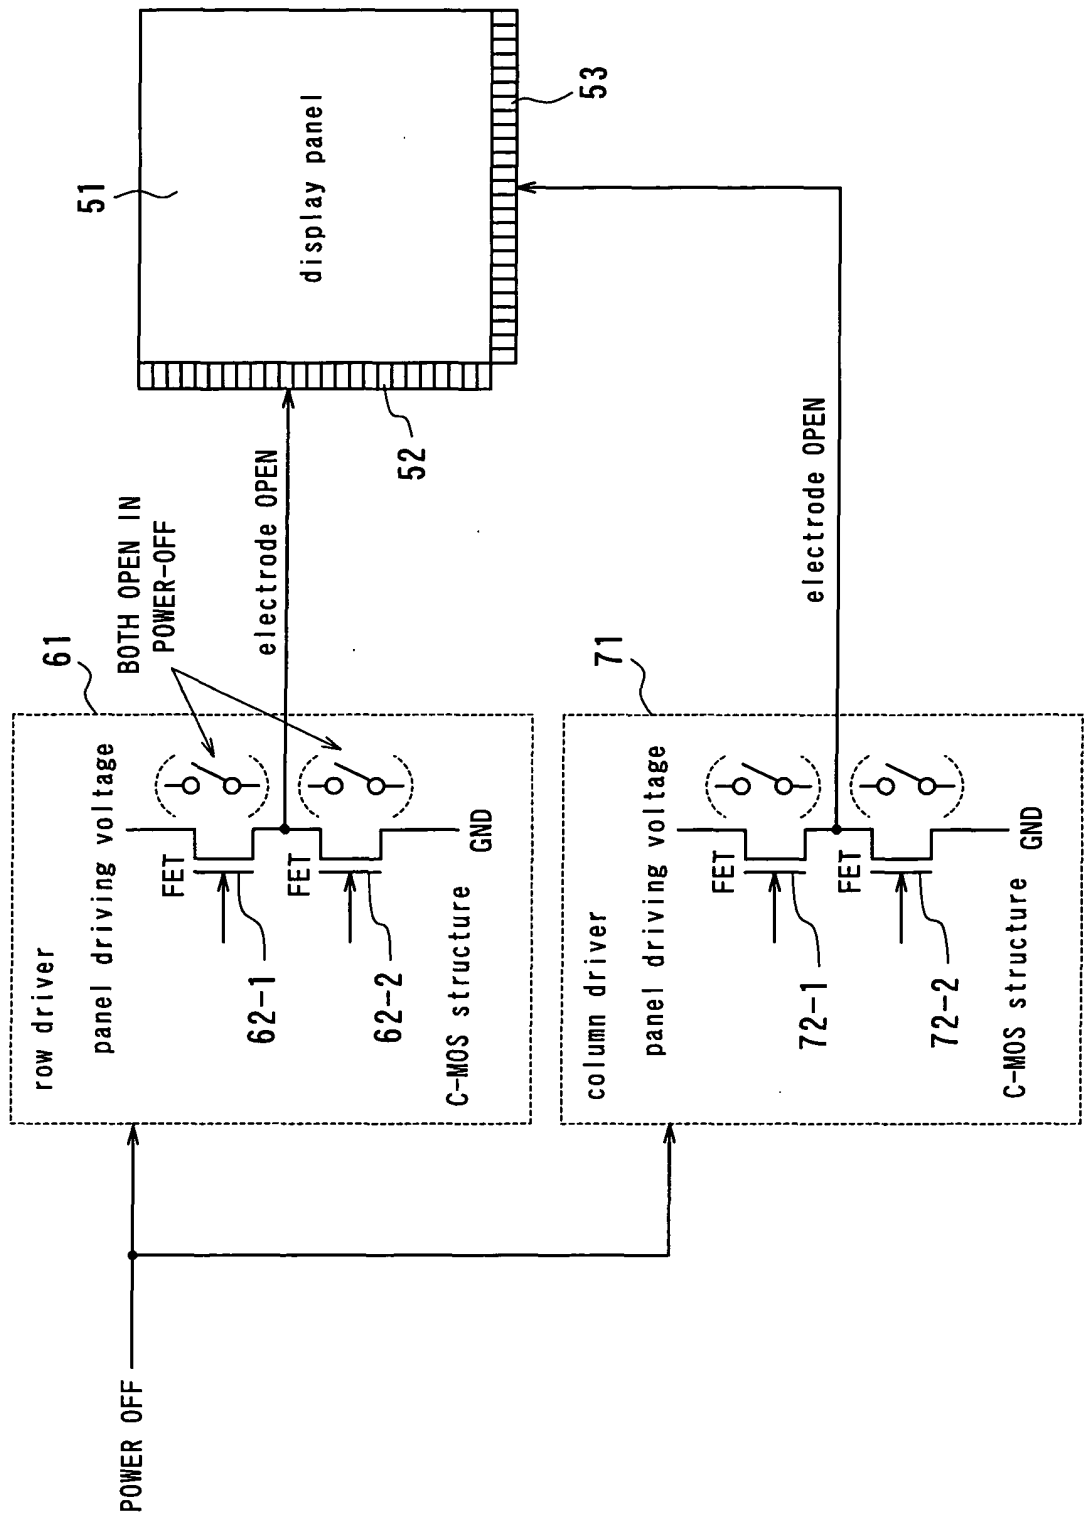 POWER OFF
row driver
panel driving voltage
FET
62-1
FET
62-2
GND
C-MOS structure
61
BOTH OPEN IN
POWER-OFF
electrode OPEN
51
display panel
52
53
column driver
panel driving voltage
FET
72-1
FET
72-2
GND
C-MOS structure
71
electrode OPEN